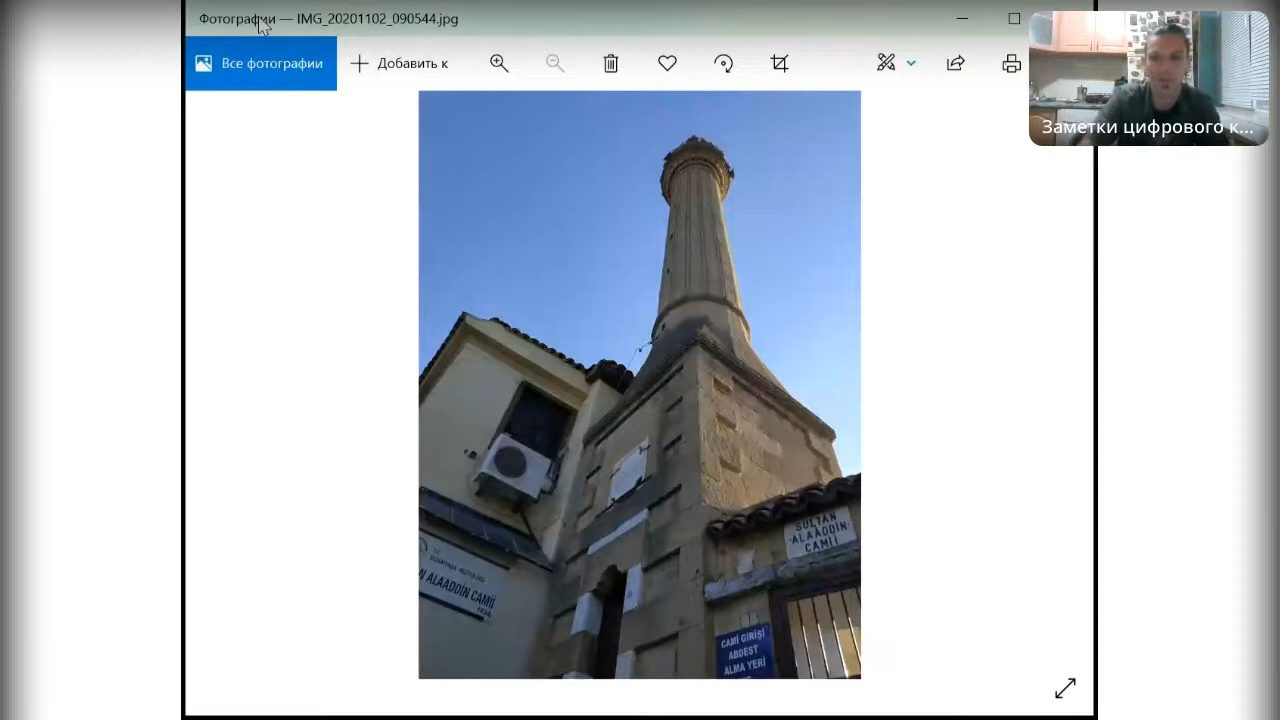 Фотографии — IMG_20201102_090544.jpg
Все фотографии
Добавить к
Заметки цифрового к...
SULTAN
ALAADDİN
CAMİİ
ALAADDİN CAMİİ
CAMİ GİRİŞİ
ABDEST
ALMA YERİ